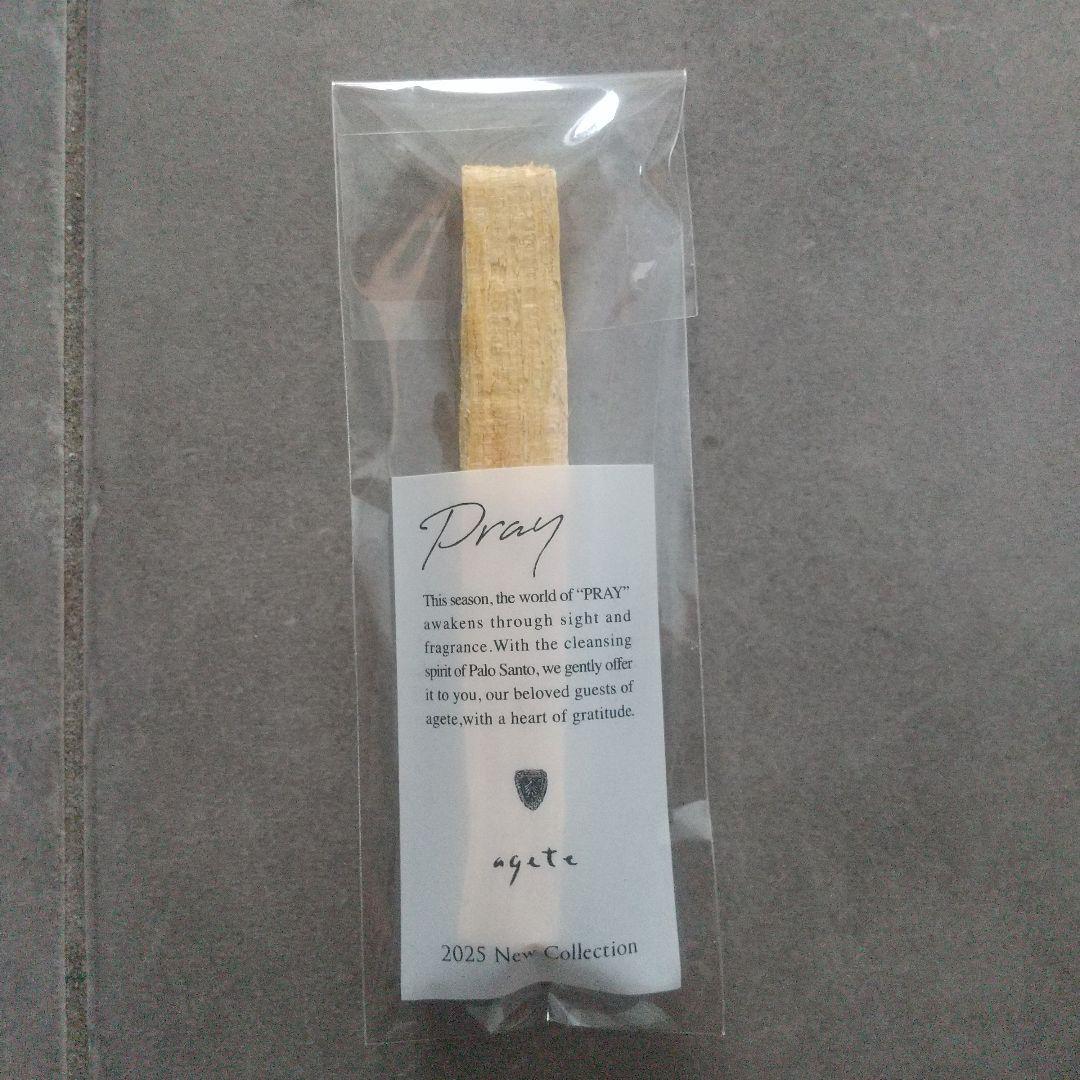 Pray
This season, the world of “PRAY”
awakens through sight and
fragrance.With the cleansing
spirit of Palo Santo, we gently offer
it to you, our beloved guests of
agete,with a heart of gratitude.
agete
2025 New Collection